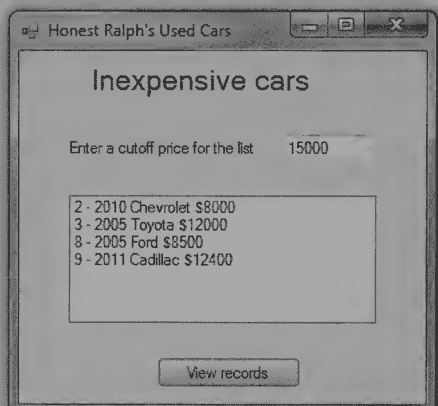 Honest Ralph's Used Cars
Inexpensive cars
Enter a cutoff price for the list 15000
2 - 2010 Chevrolet $8000
3 - 2005 Toyota $12000
8 - 2005 Ford $8500
9 - 2011 Cadillac $12400
View records